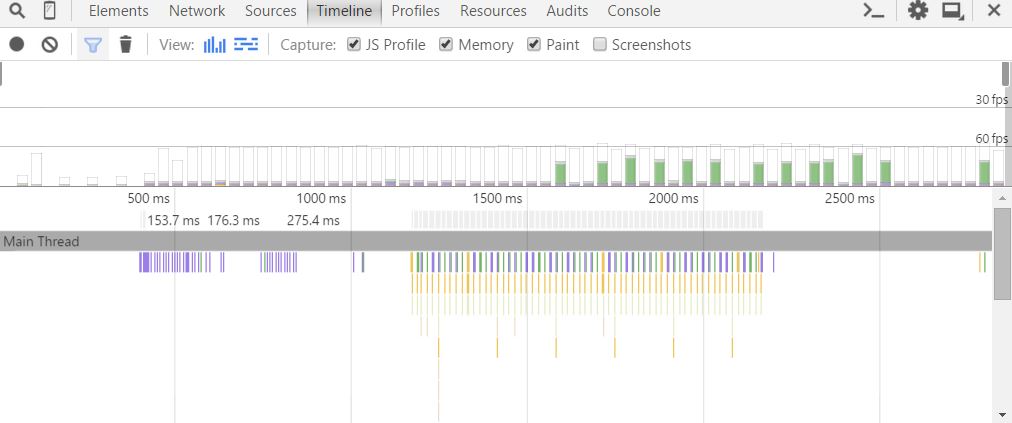 Elements Network Sources Timeline Profiles Resources Audits Console
View: Capture: JS Profile Memory Paint Screenshots
30 fps
60 fps
500 ms 1000 ms 1500 ms 2000 ms 2500 ms
153.7 ms 176.3 ms 275.4 ms
Main Thread